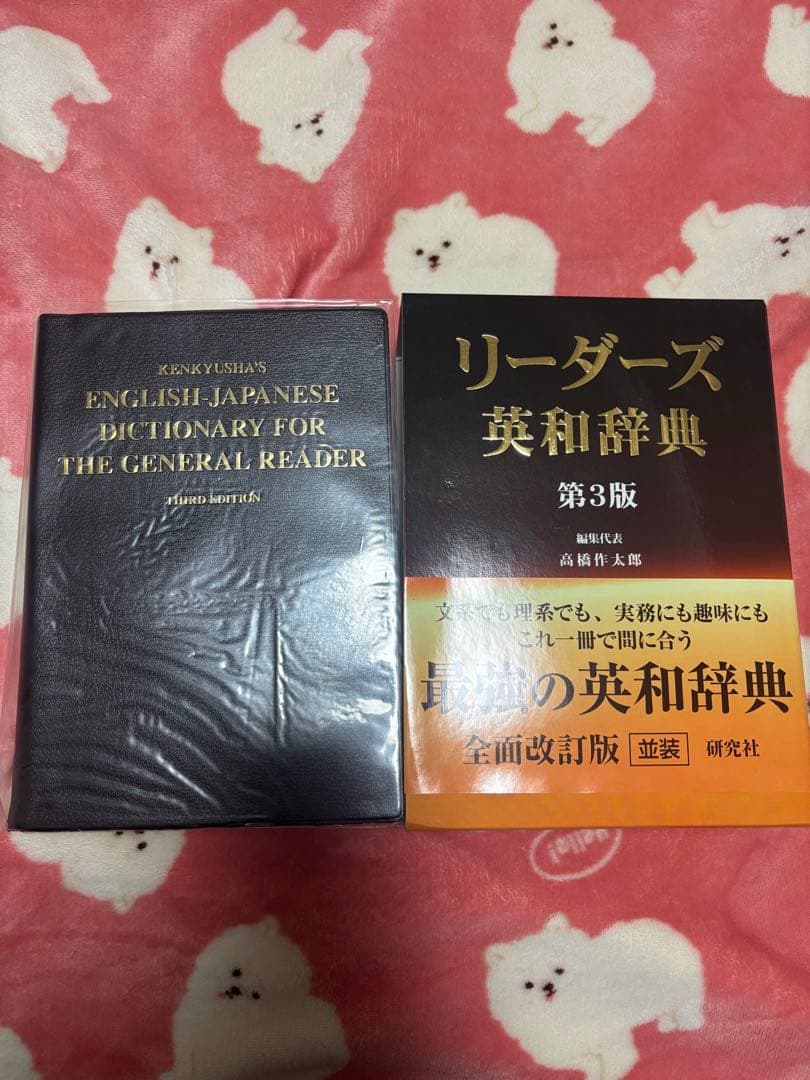 KENKYUSHA'S
ENGLISH-JAPANESE
DICTIONARY FOR
THE GENERAL READER
THIRD EDITION
リーダーズ
英和辞典
第3版
編集代表
高橋作太郎
文系でも理系でも、実務にも趣味にも
これ一冊で間に合う
最強の英和辞典
全面改訂版 並装 研究社
Hello!